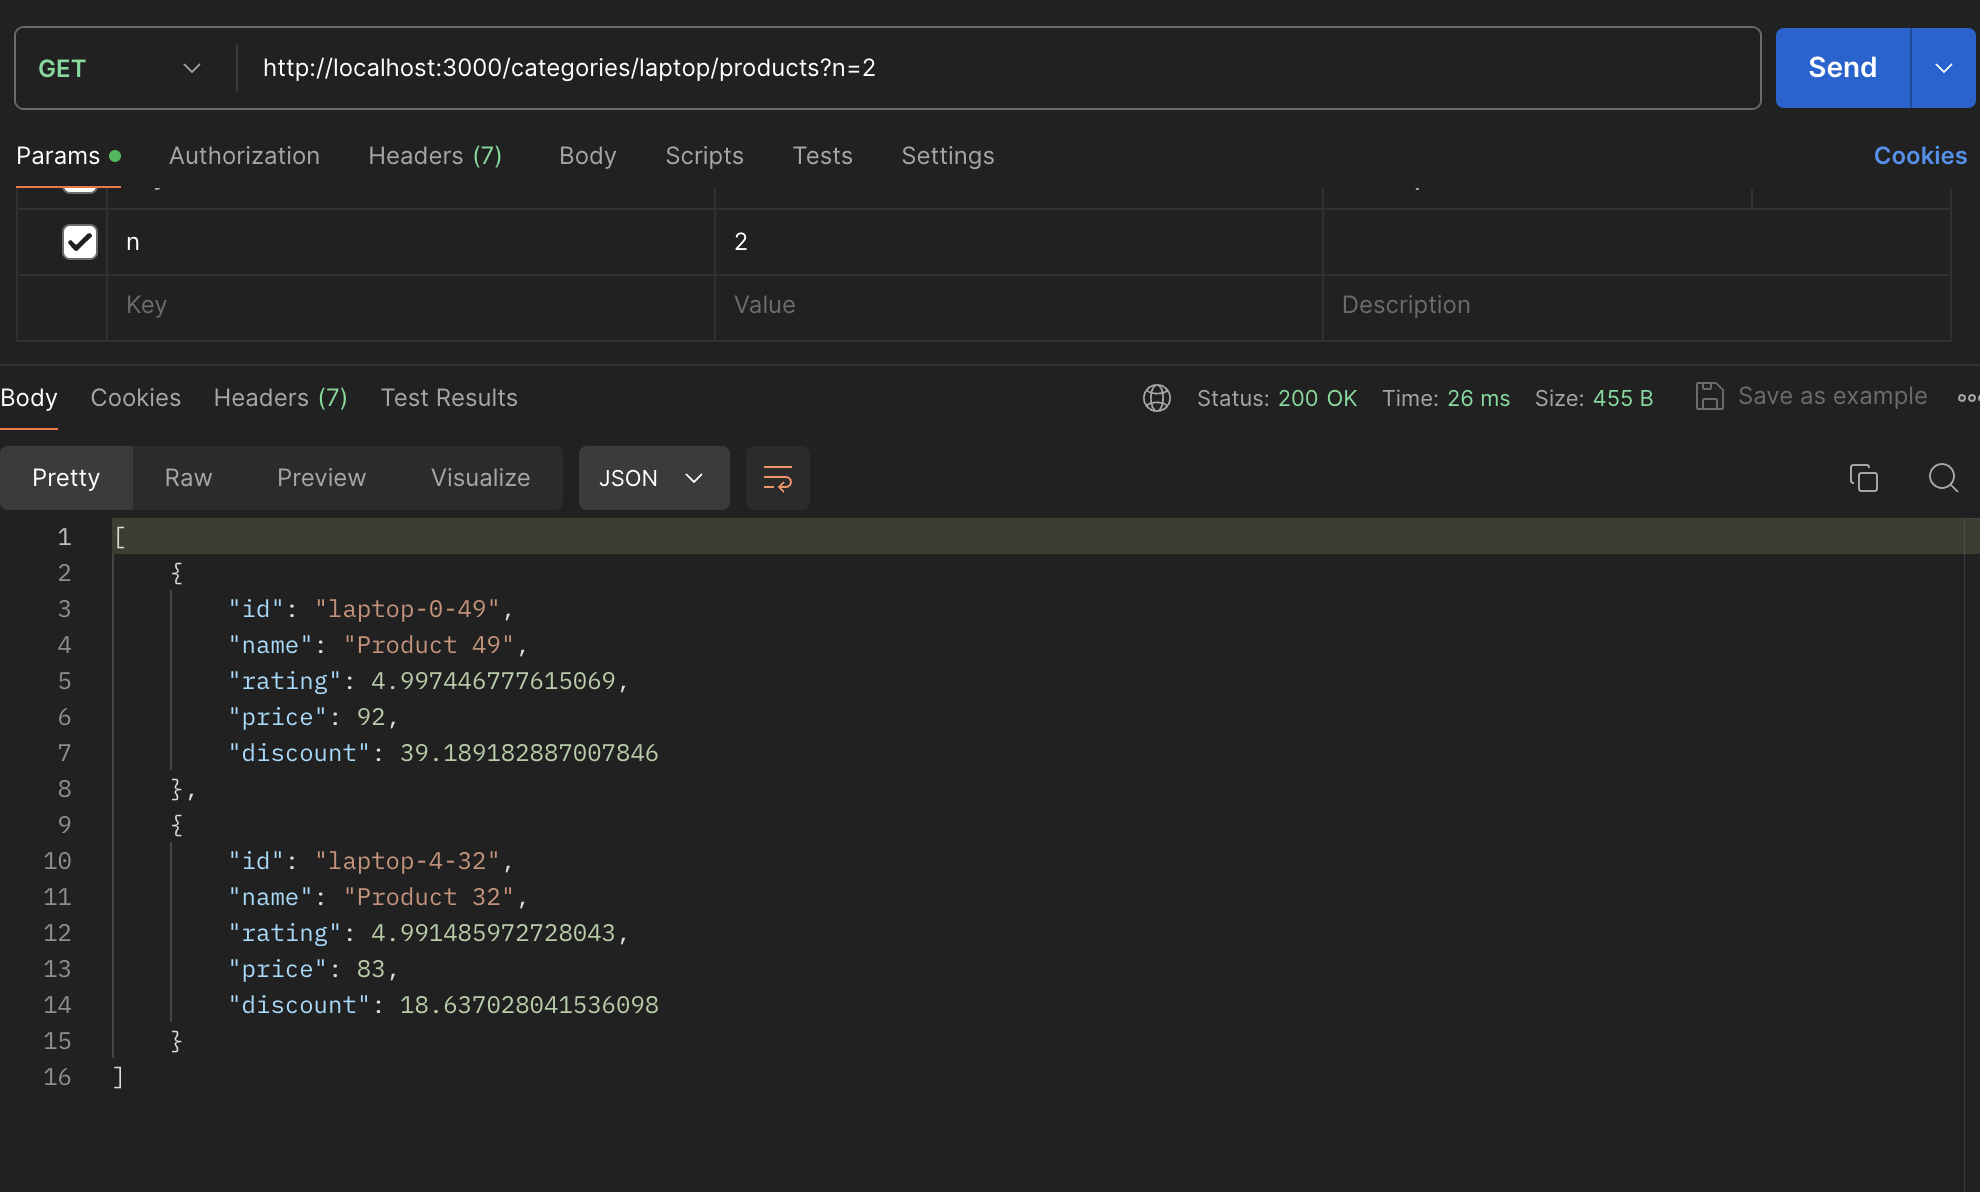 GET http://localhost:3000/categories/laptop/products?n=2 Send
Params Authorization Headers (7) Body Scripts Tests Settings Cookies
n 2
Key Value Description
Body Cookies Headers (7) Test Results Status: 200 OK Time: 26 ms Size: 455 B Save as example
Pretty Raw Preview Visualize JSON
1 [
2 {
3 "id": "laptop-0-49",
4 "name": "Product 49",
5 "rating": 4.997446777615069,
6 "price": 92,
7 "discount": 39.189182887007846
8 },
9 {
10 "id": "laptop-4-32",
11 "name": "Product 32",
12 "rating": 4.991485972728043,
13 "price": 83,
14 "discount": 18.637028041536098
15 }
16 ]